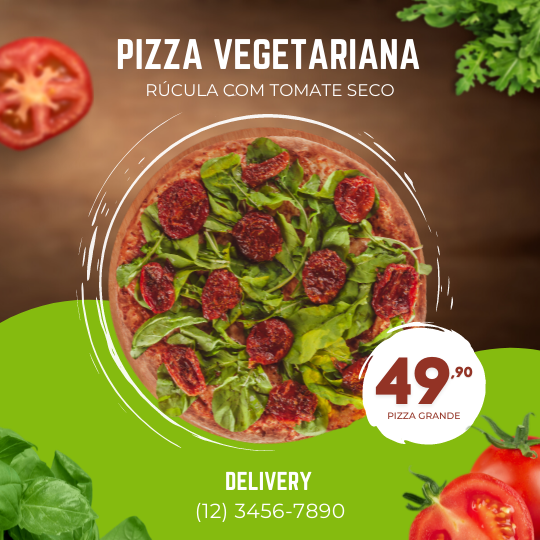 PIZZA VEGETARIANA
RÚCULA COM TOMATE SECO
49,90
PIZZA GRANDE
DELIVERY
(12) 3456-7890